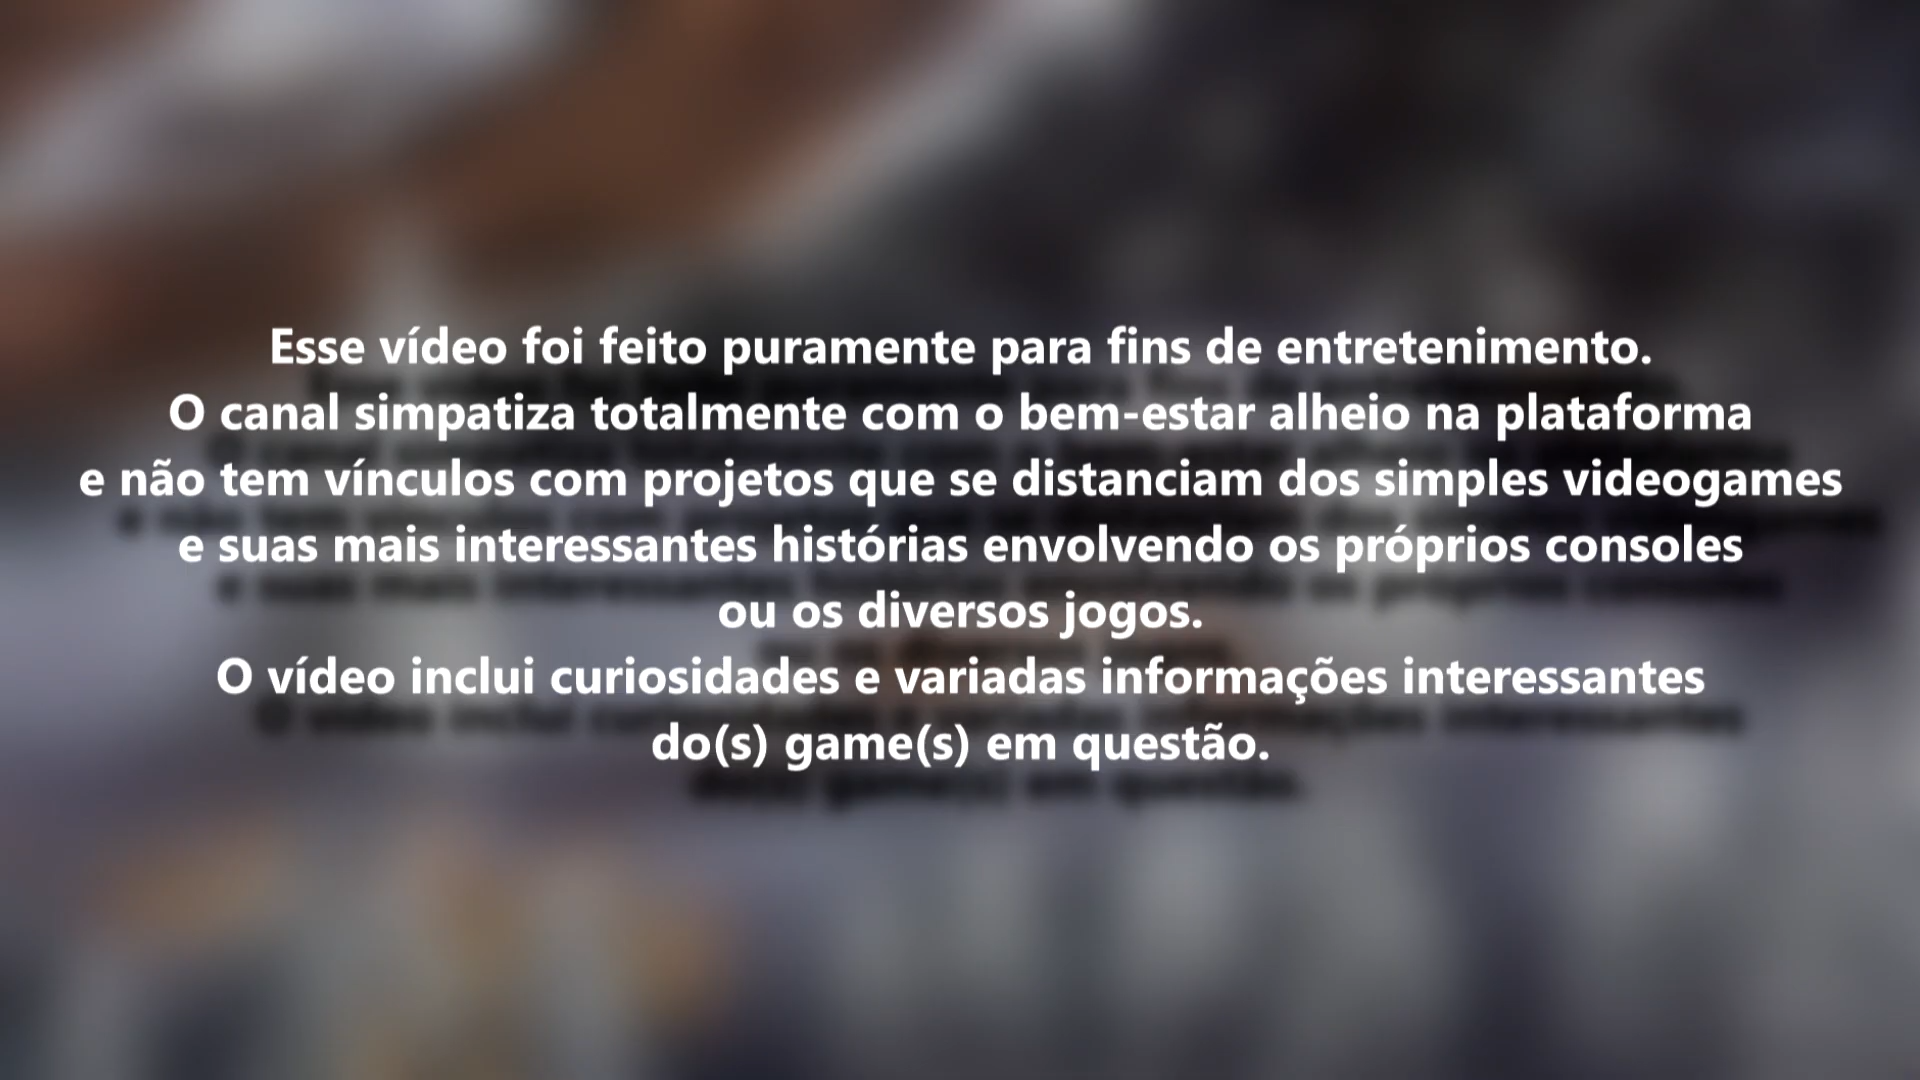 Esse vídeo foi feito puramente para fins de entretenimento.
O canal simpatiza totalmente com o bem-estar alheio na plataforma
e não tem vínculos com projetos que se distanciam dos simples videogames
e suas mais interessantes histórias envolvendo os próprios consoles
ou os diversos jogos.
O vídeo inclui curiosidades e variadas informações interessantes
do(s) game(s) em questão.